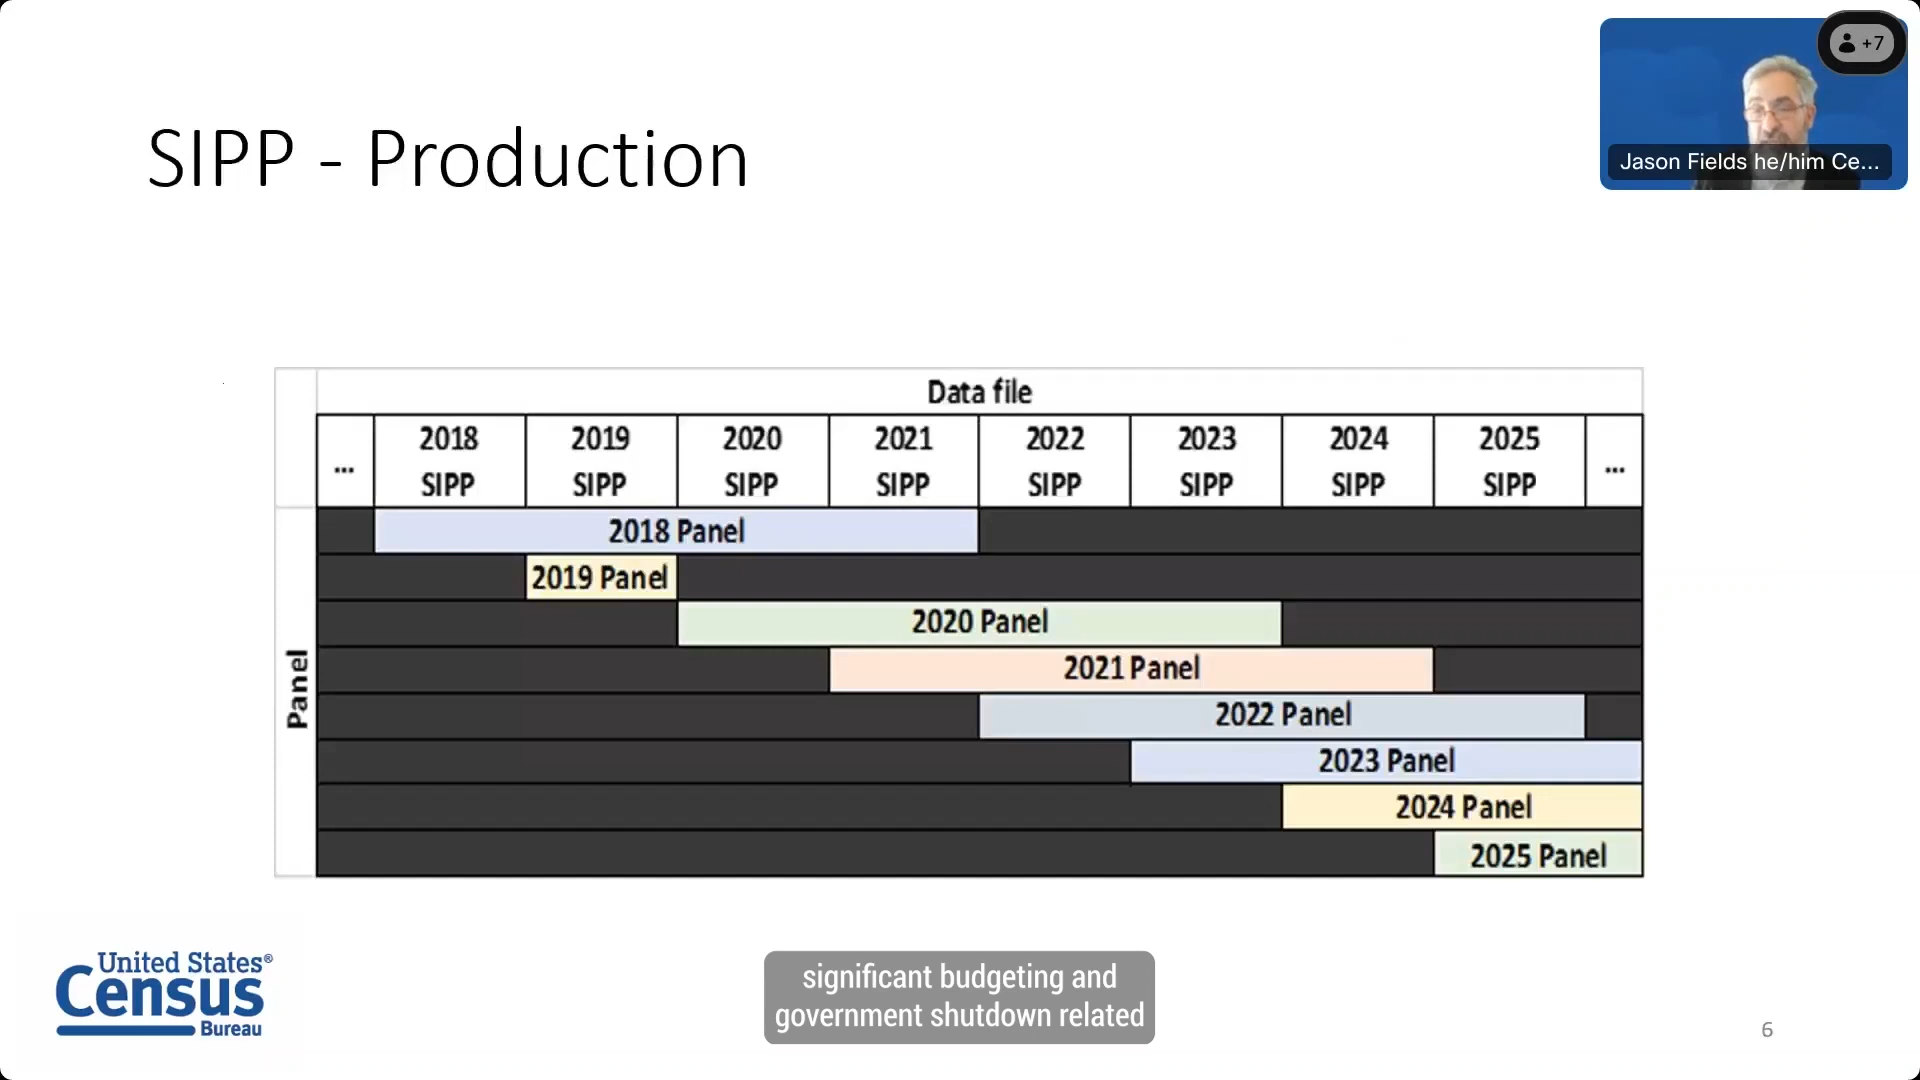 +7
Jason Fields he/him Ce...
SIPP - Production
Data file
...
2018
SIPP
2019
SIPP
2020
SIPP
2021
SIPP
2022
SIPP
2023
SIPP
2024
SIPP
2025
SIPP
...
Panel
2018 Panel
2019 Panel
2020 Panel
2021 Panel
2022 Panel
2023 Panel
2024 Panel
2025 Panel
United States®
Census
Bureau
significant budgeting and
government shutdown related
6